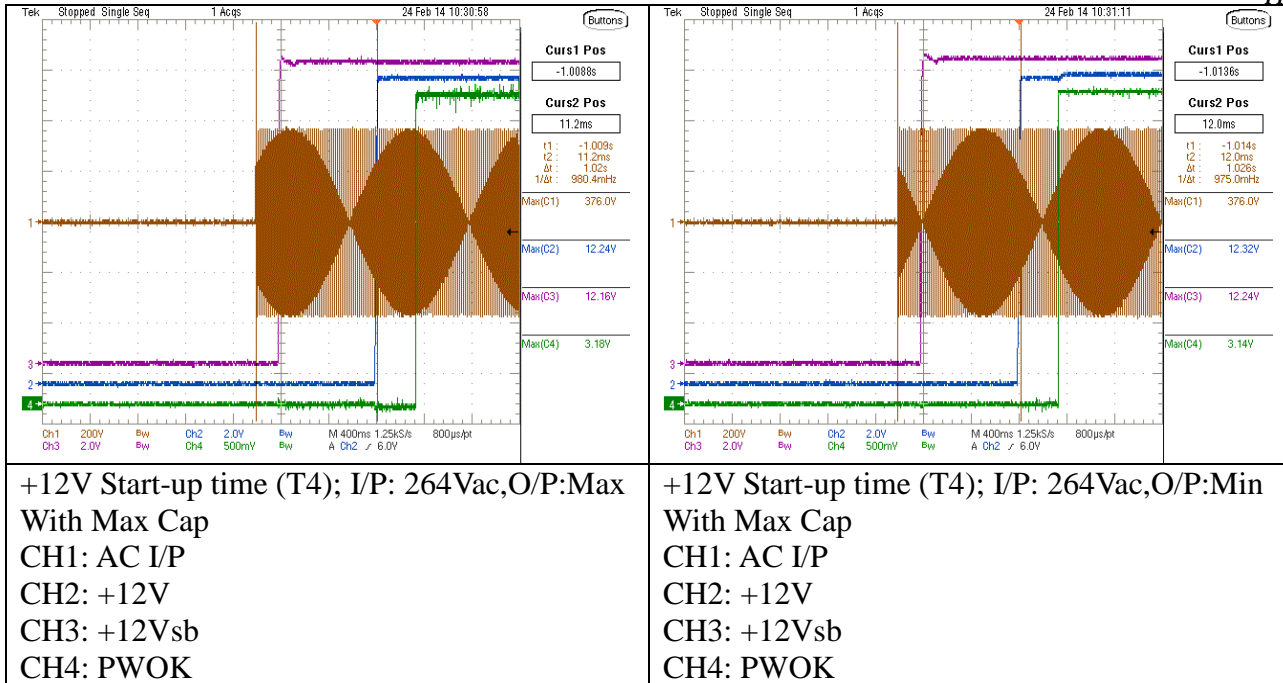 Tek Stopped Single Seq 1 Acqs 24 Feb 14 10:30:58
Buttons
Curs1 Pos
-1.0088s
Curs2 Pos
11.2ms
t1 : -1.009s
t2 : 11.2ms
Δt : 1.02s
1/Δt : 980.4mHz
Max(C1) 376.0V
1
Max(C2) 12.24V
Max(C3) 12.16V
Max(C4) 3.18V
3
2
4
Ch1 200V Bw Ch2 2.0V Bw M 400ms 1.25kS/s 800µs/pt
Ch3 2.0V Bw Ch4 500mV Bw A Ch2 ∕ 6.0V
+12V Start-up time (T4); I/P: 264Vac,O/P:Max
With Max Cap
CH1: AC I/P
CH2: +12V
CH3: +12Vsb
CH4: PWOK
Tek Stopped Single Seq 1 Acqs 24 Feb 14 10:31:11
Buttons
Curs1 Pos
-1.0136s
Curs2 Pos
12.0ms
t1 : -1.014s
t2 : 12.0ms
Δt : 1.026s
1/Δt : 975.0mHz
Max(C1) 376.0V
1
Max(C2) 12.32V
Max(C3) 12.24V
Max(C4) 3.14V
3
2
4
Ch1 200V Bw Ch2 2.0V Bw M 400ms 1.25kS/s 800µs/pt
Ch3 2.0V Bw Ch4 500mV Bw A Ch2 ∕ 6.0V
+12V Start-up time (T4); I/P: 264Vac,O/P:Min
With Max Cap
CH1: AC I/P
CH2: +12V
CH3: +12Vsb
CH4: PWOK